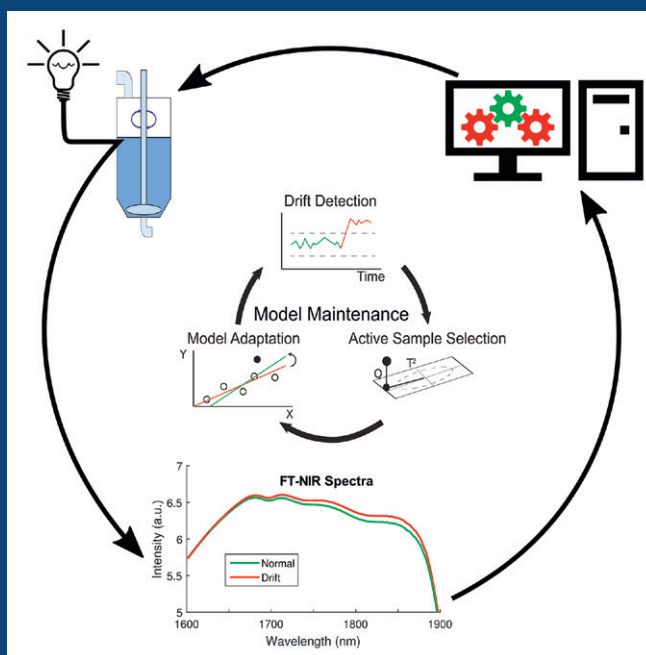 Drift Detection
Time
Model Maintenance
Model Adaptation
Active Sample Selection
Y
X
Q
T²
FT-NIR Spectra
Intensity (a.u.)
7
6.5
6
5.5
5
Normal
Drift
1600
1700
1800
1900
Wavelength (nm)